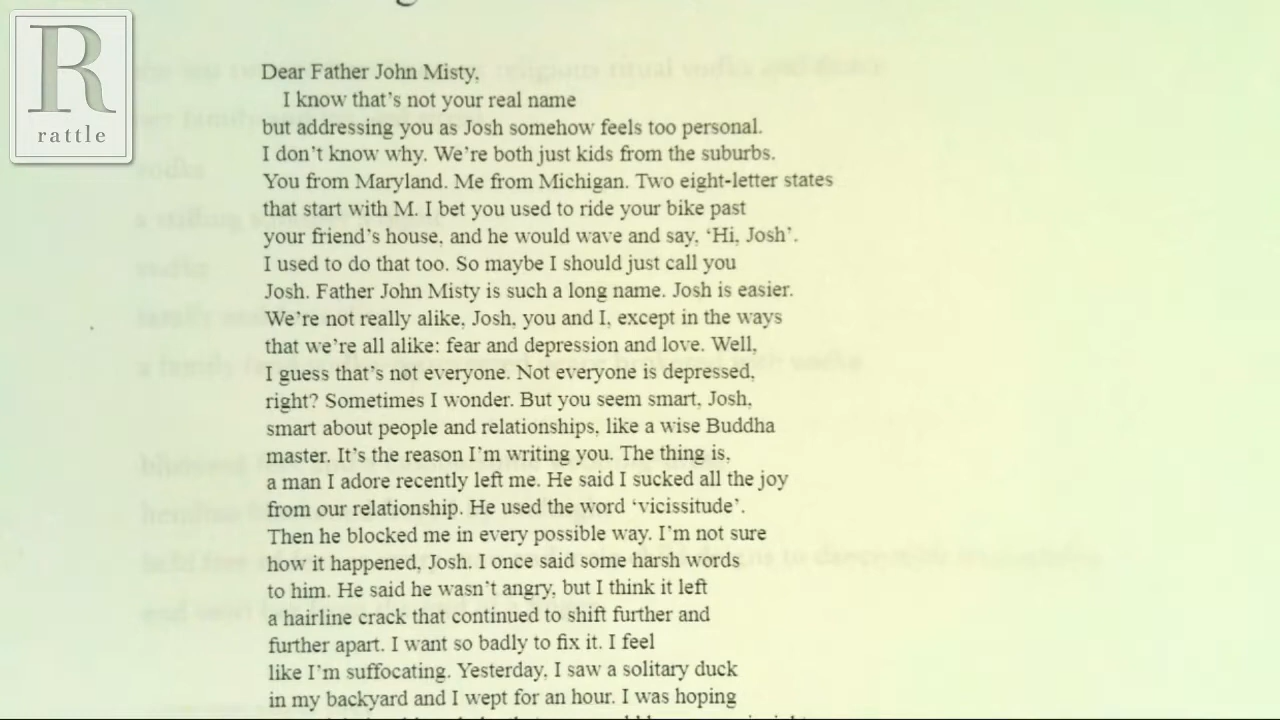 R
rattle
Dear Father John Misty,
I know that's not your real name
but addressing you as Josh somehow feels too personal.
I don't know why. We're both just kids from the suburbs.
You from Maryland. Me from Michigan. Two eight-letter states
that start with M. I bet you used to ride your bike past
your friend's house, and he would wave and say, ‘Hi, Josh’.
I used to do that too. So maybe I should just call you
Josh. Father John Misty is such a long name. Josh is easier.
We're not really alike, Josh, you and I, except in the ways
that we're all alike: fear and depression and love. Well,
I guess that's not everyone. Not everyone is depressed,
right? Sometimes I wonder. But you seem smart, Josh,
smart about people and relationships, like a wise Buddha
master. It's the reason I'm writing you. The thing is,
a man I adore recently left me. He said I sucked all the joy
from our relationship. He used the word ‘vicissitude’.
Then he blocked me in every possible way. I'm not sure
how it happened, Josh. I once said some harsh words
to him. He said he wasn't angry, but I think it left
a hairline crack that continued to shift further and
further apart. I want so badly to fix it. I feel
like I'm suffocating. Yesterday, I saw a solitary duck
in my backyard and I wept for an hour. I was hoping